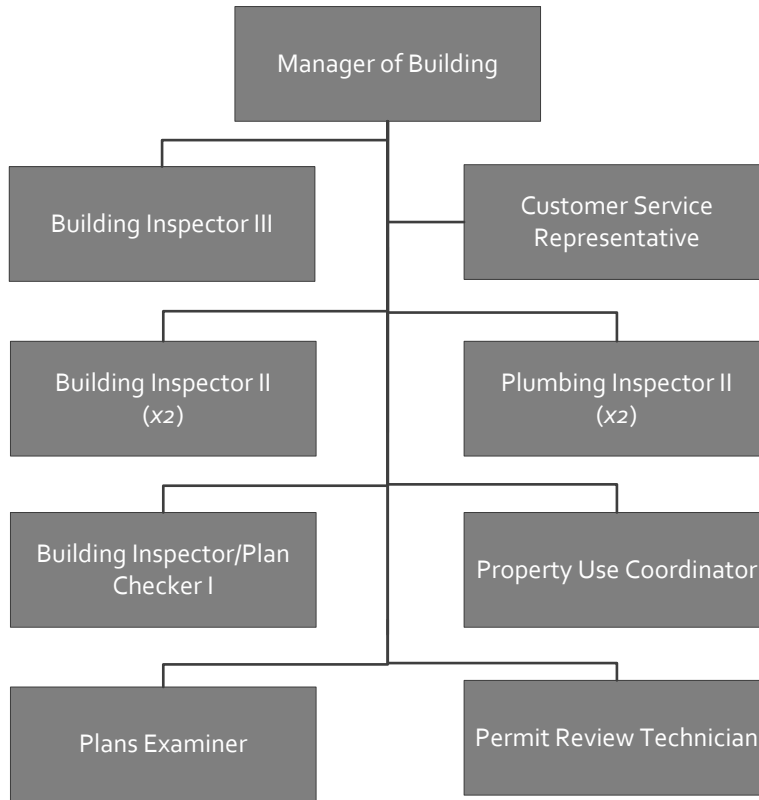 Manager of Building
Building Inspector III
Customer Service
Representative
Building Inspector II
(x2)
Plumbing Inspector II
(x2)
Building Inspector/Plan
Checker I
Property Use Coordinator
Plans Examiner
Permit Review Technician